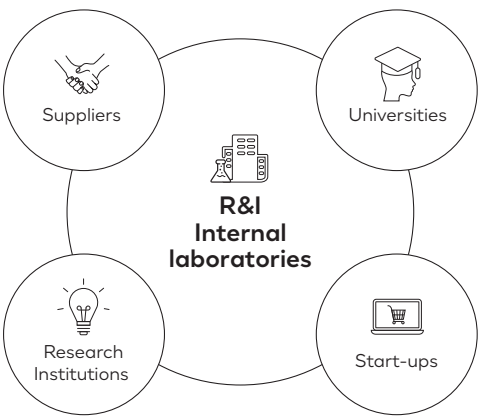 Suppliers
Universities
R&I
Internal
laboratories
Research
Institutions
Start-ups